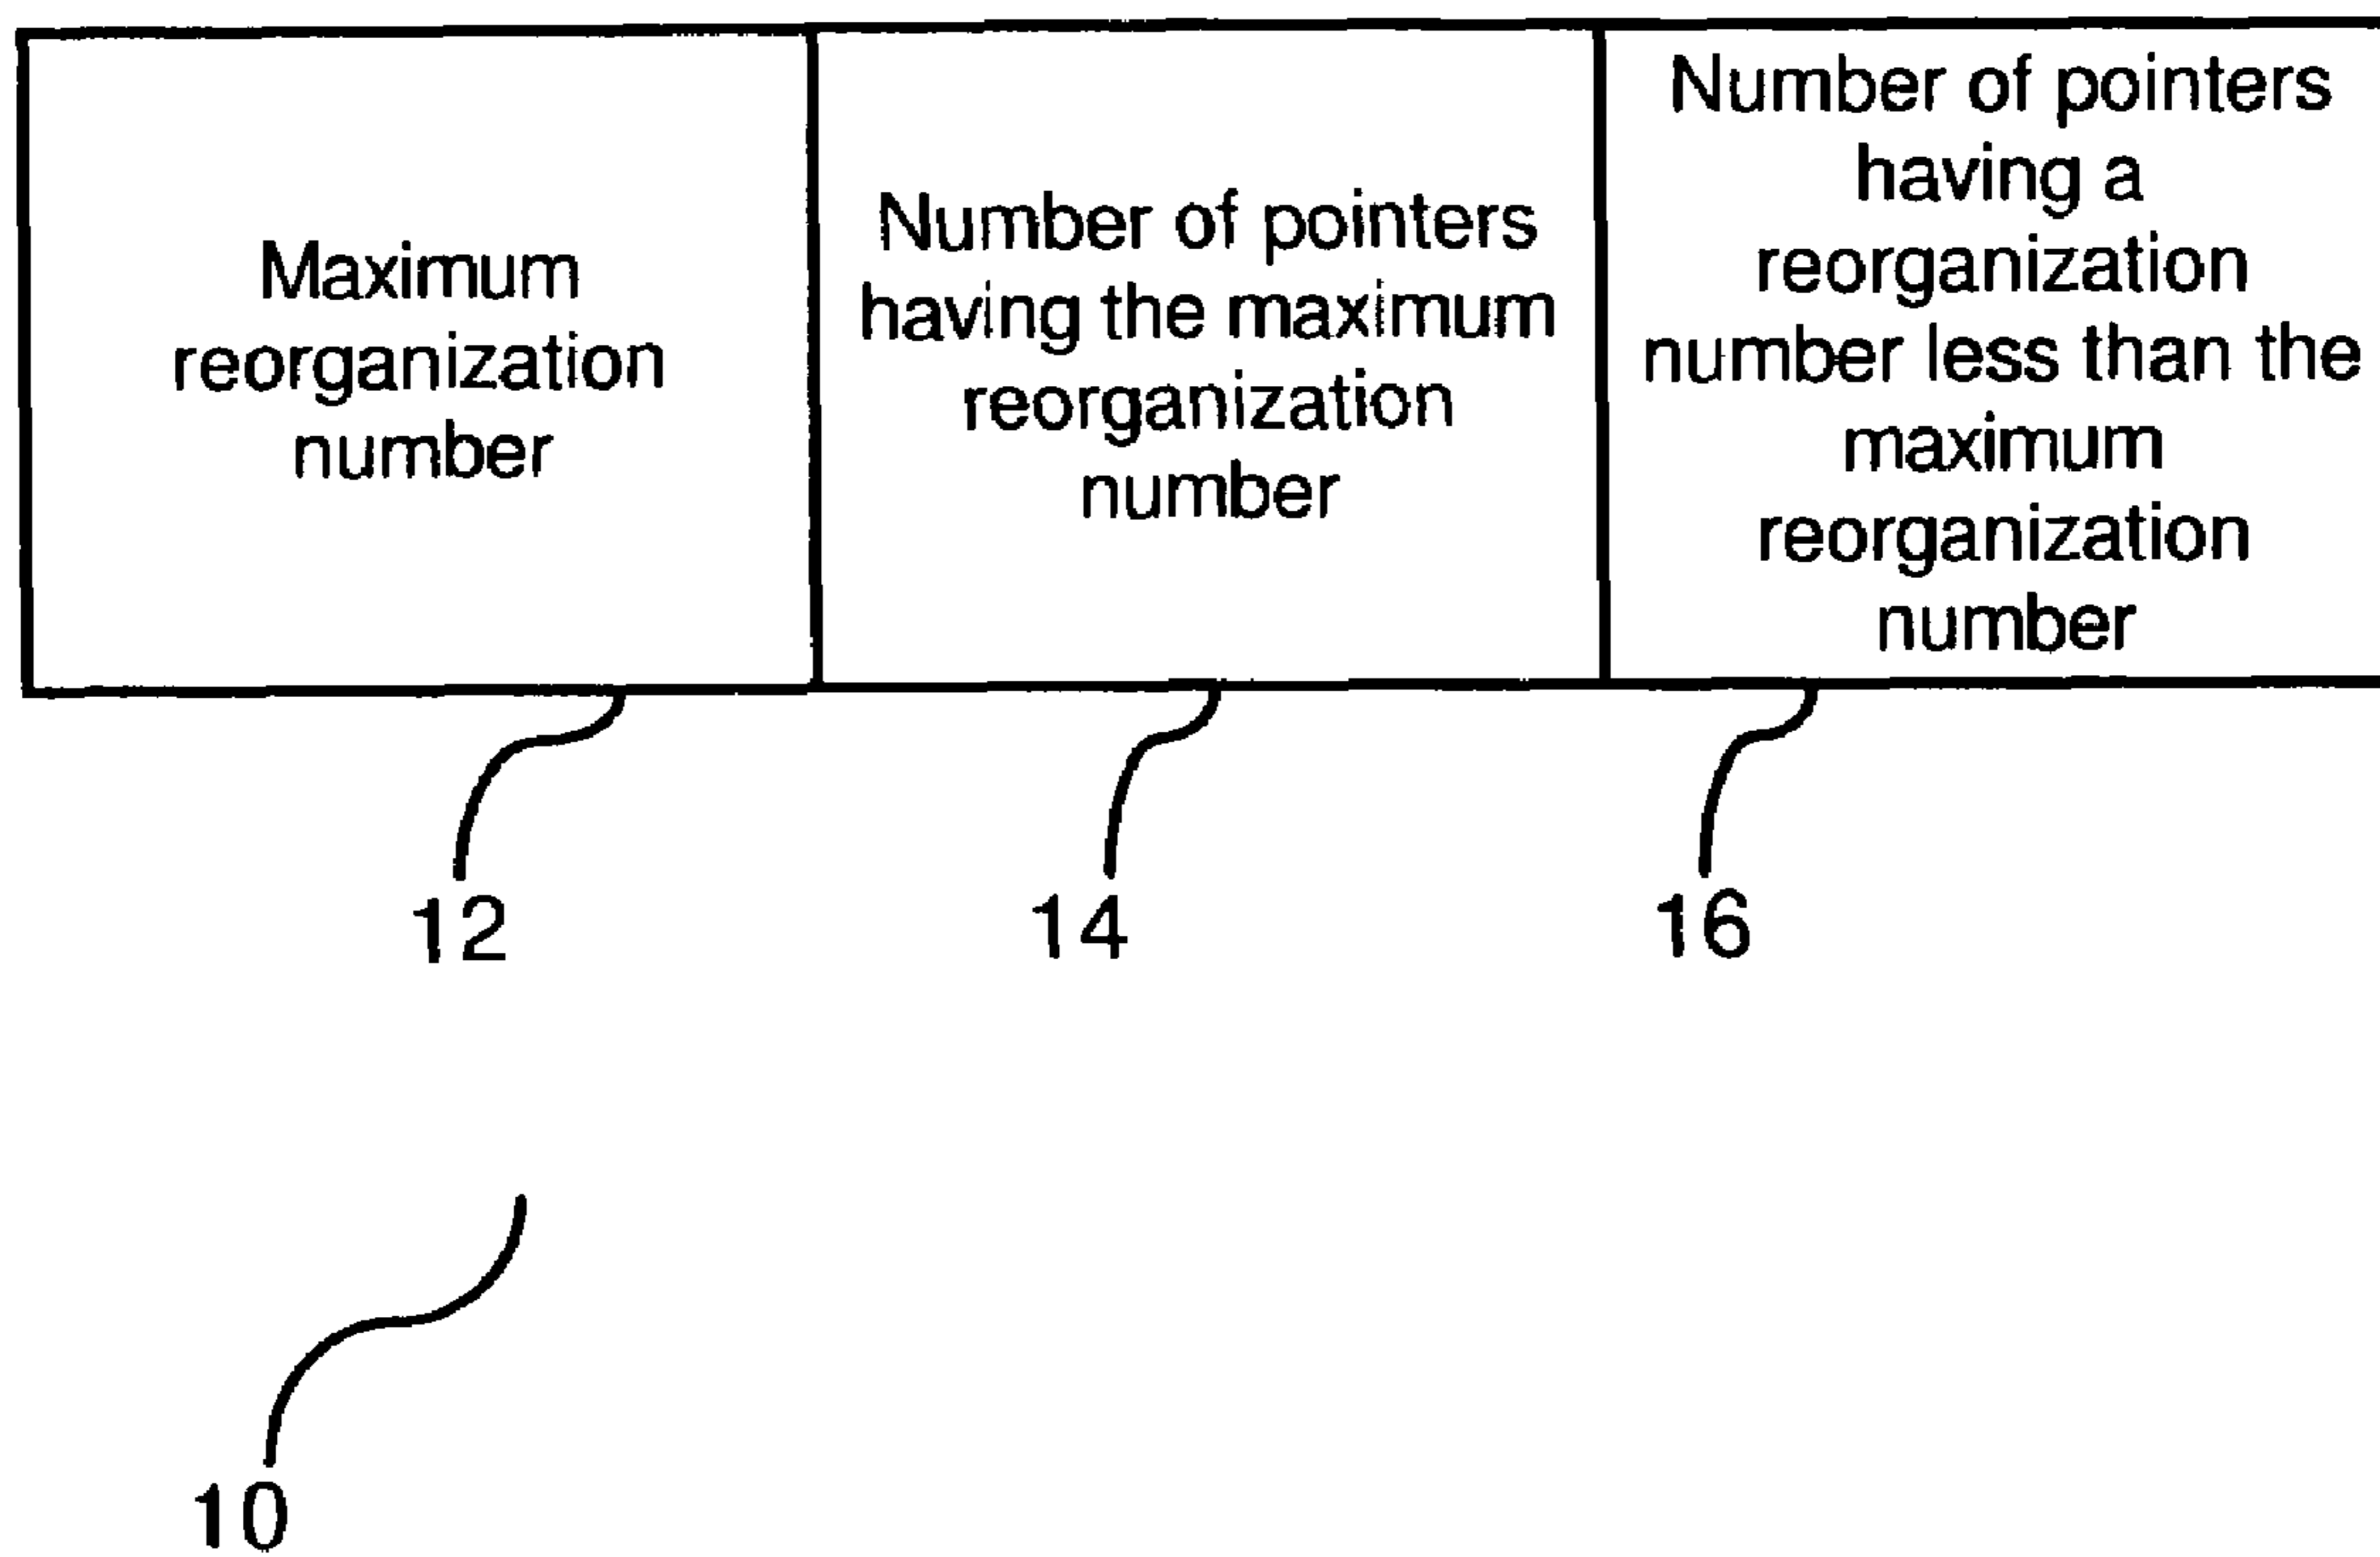 Maximum
reorganization
number
Number of pointers
having the maximum
reorganization
number
Number of pointers
having a
reorganization
number less than the
maximum
reorganization
number
12
14
16
10